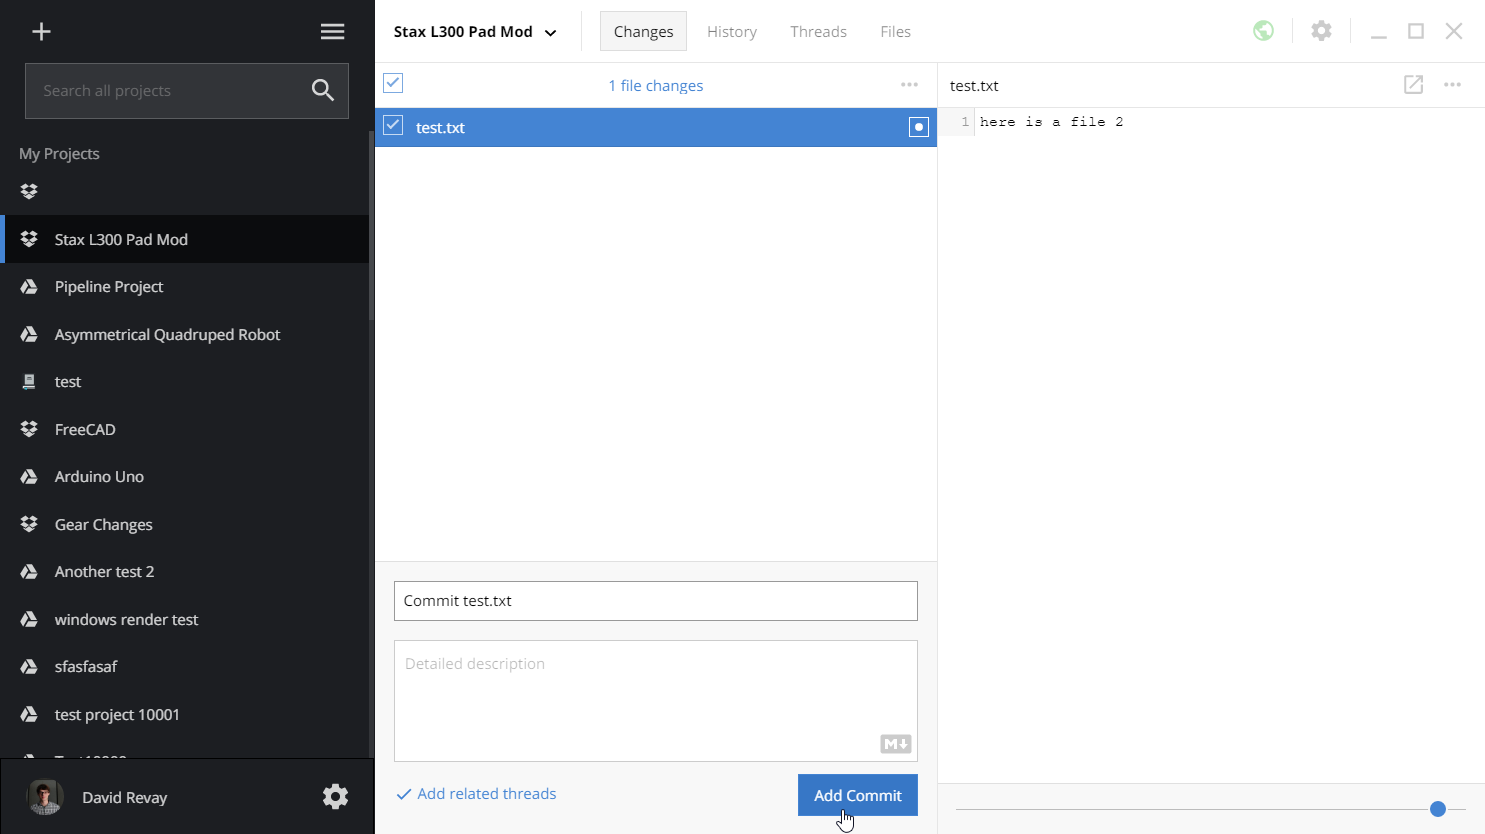 Search all projects
My Projects
Stax L300 Pad Mod
Pipeline Project
Asymmetrical Quadruped Robot
test
FreeCAD
Arduino Uno
Gear Changes
Another test 2
windows render test
sfasfasaf
test project 10001
David Revay
Stax L300 Pad Mod
Changes
History
Threads
Files
1 file changes
test.txt
Commit test.txt
Detailed description
M
Add related threads
Add Commit
test.txt
1 here is a file 2